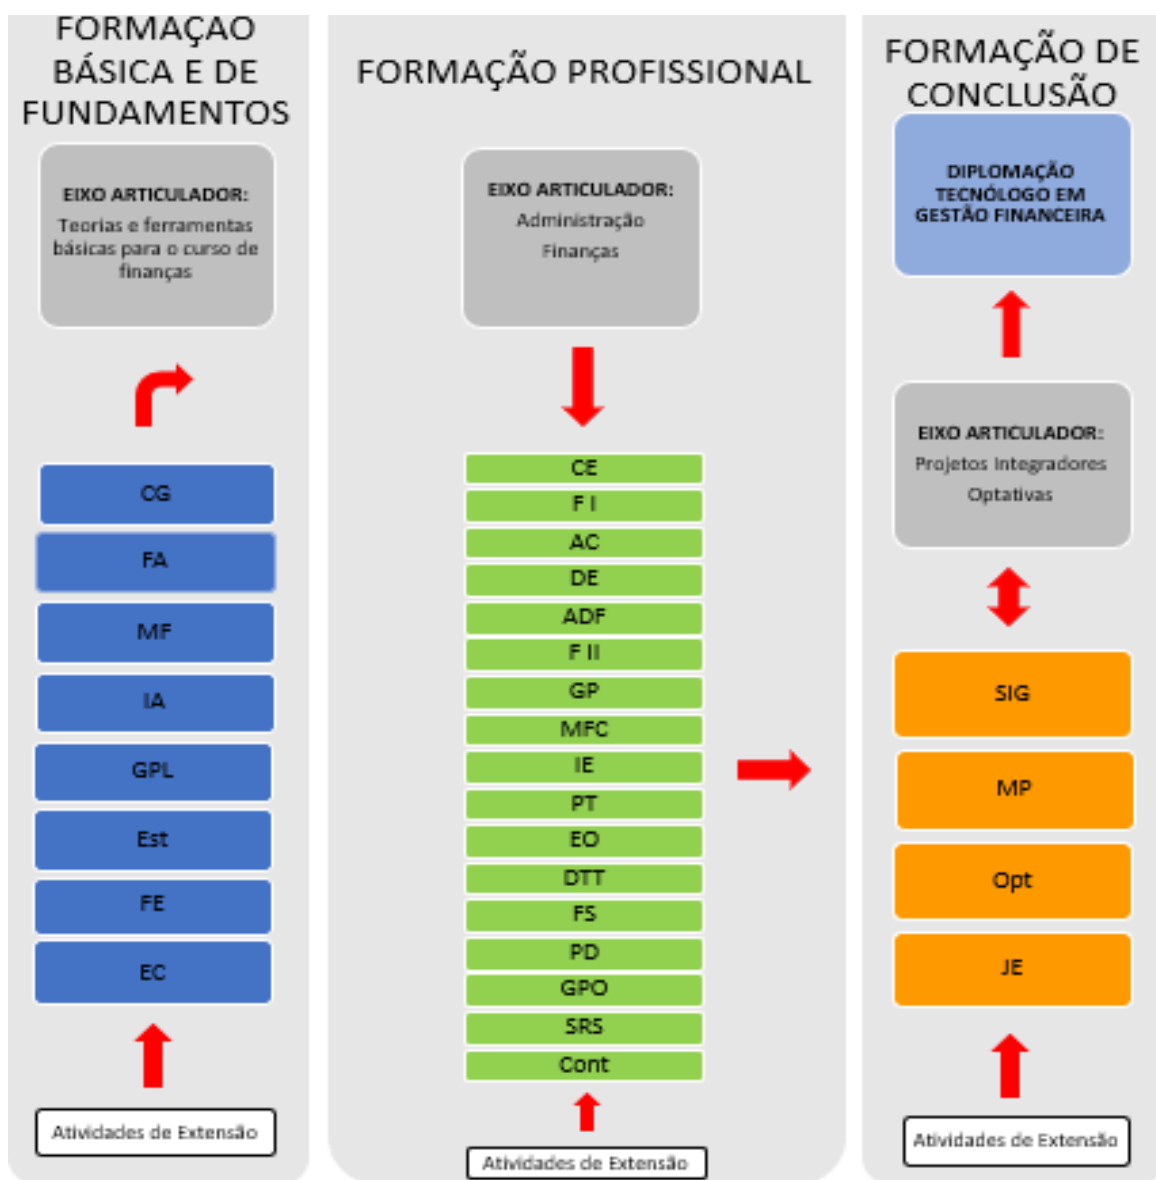 FORMAÇÃO
BÁSICA E DE
FUNDAMENTOS
EIXO ARTICULADOR:
Teorias e ferramentas
básicas para o curso de
finanças
CG
FA
MF
IA
GPL
Est
FE
EC
Atividades de Extensão
FORMAÇÃO PROFISSIONAL
EIXO ARTICULADOR:
Administração
Finanças
CE
F I
AC
DE
ADF
F II
GP
MFC
IE
PT
EO
DTT
FS
PD
GPO
SRS
Cont
Atividades de Extensão
FORMAÇÃO DE
CONCLUSÃO
DIPLOMAÇÃO
TECNÓLOGO EM
GESTÃO FINANCEIRA
EIXO ARTICULADOR:
Projetos Integradores
Optativas
SIG
MP
Opt
JE
Atividades de Extensão